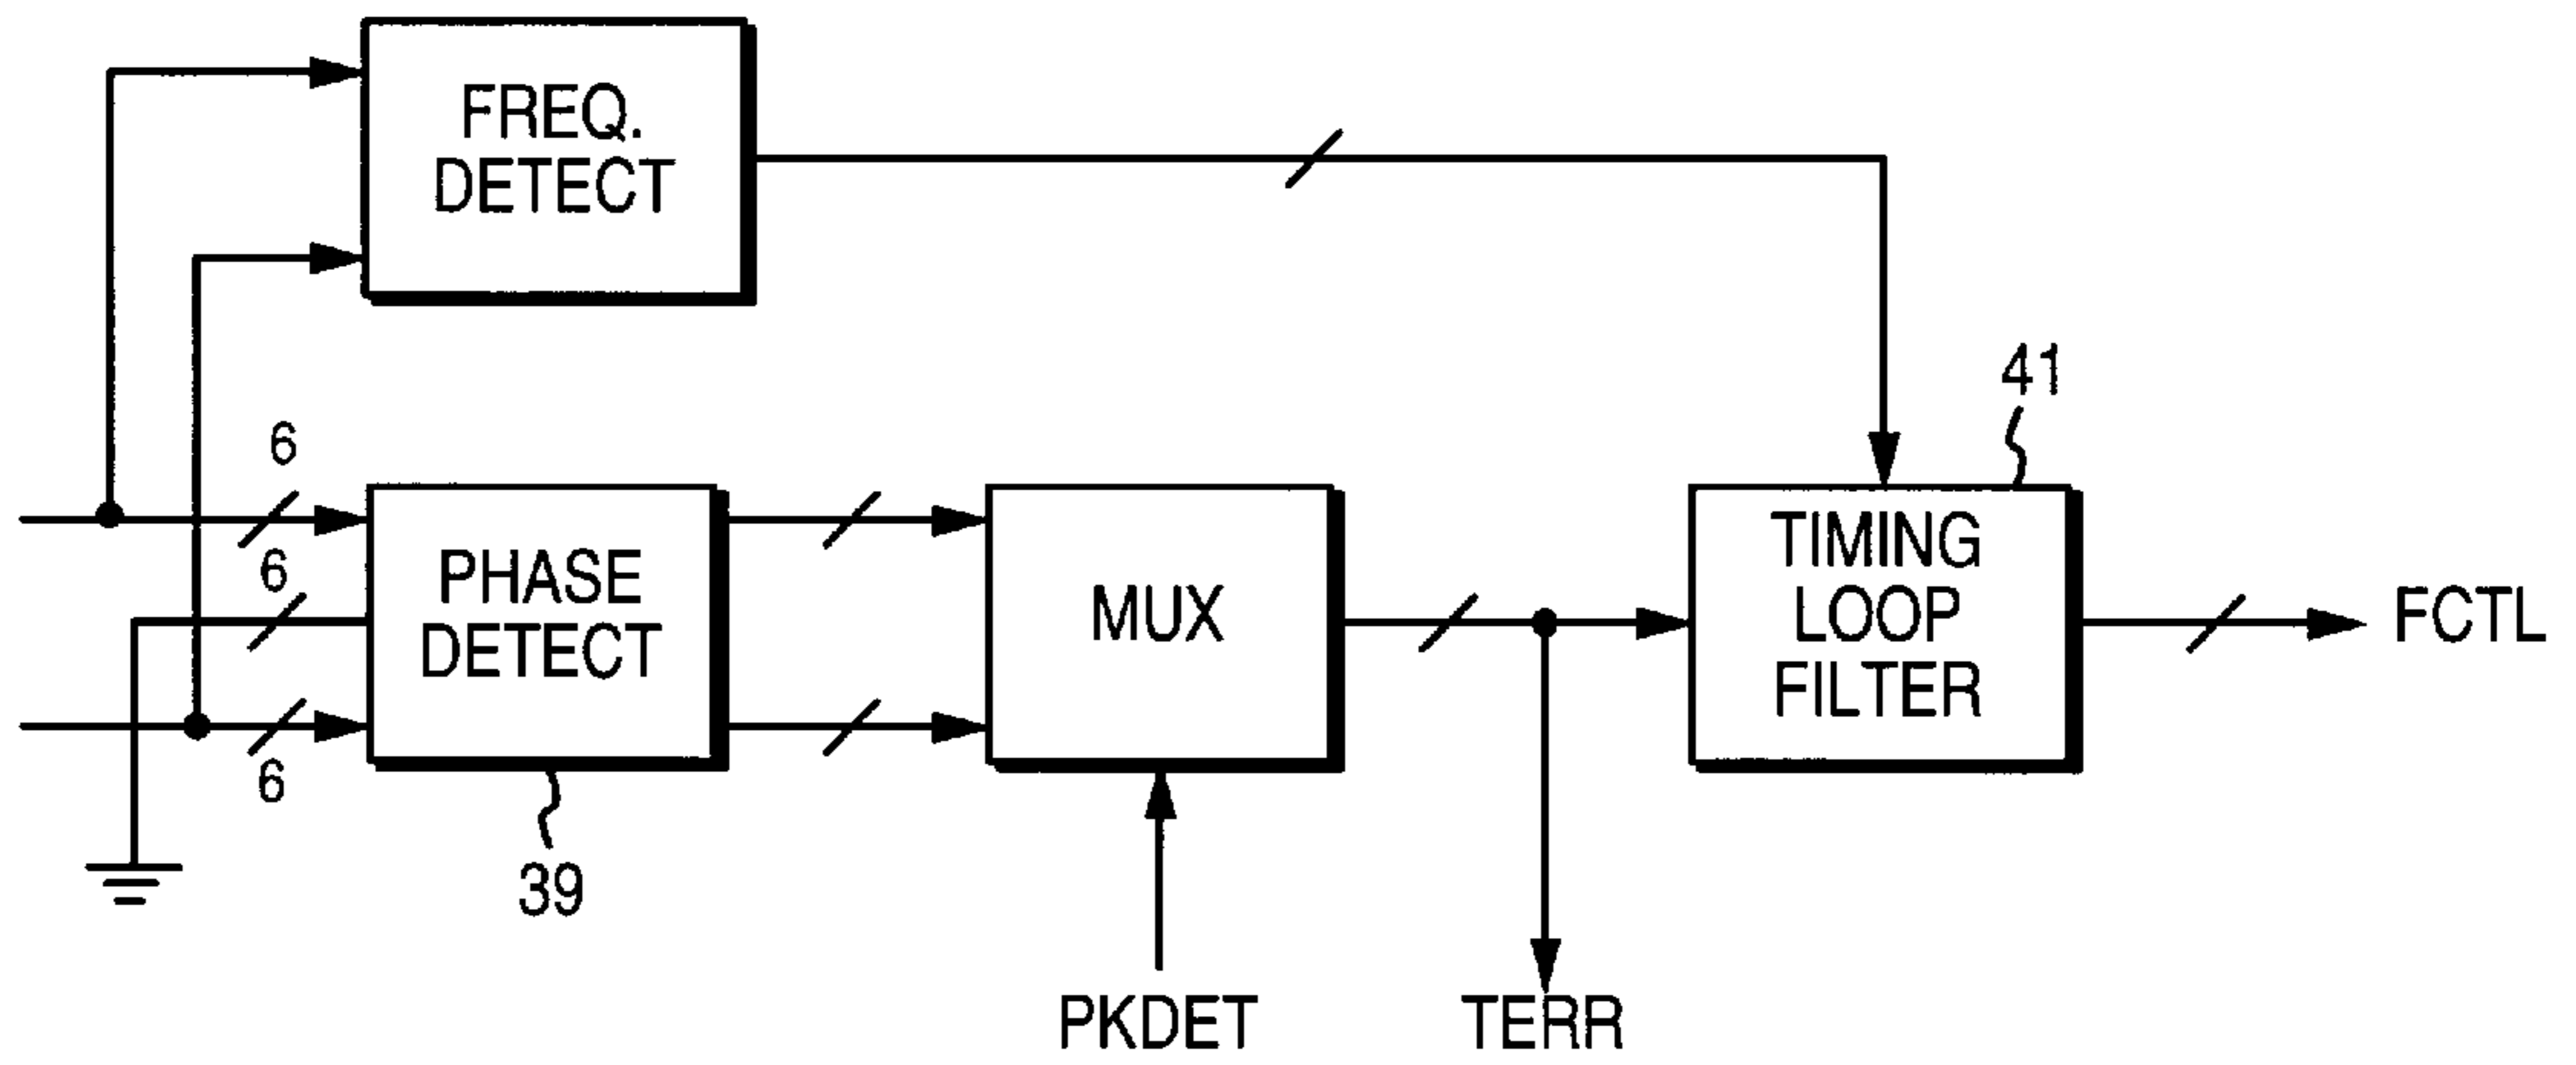 FREQ.
DETECT
41
6
6
6
PHASE
DETECT
39
MUX
TIMING
LOOP
FILTER
FCTL
PKDET
TERR